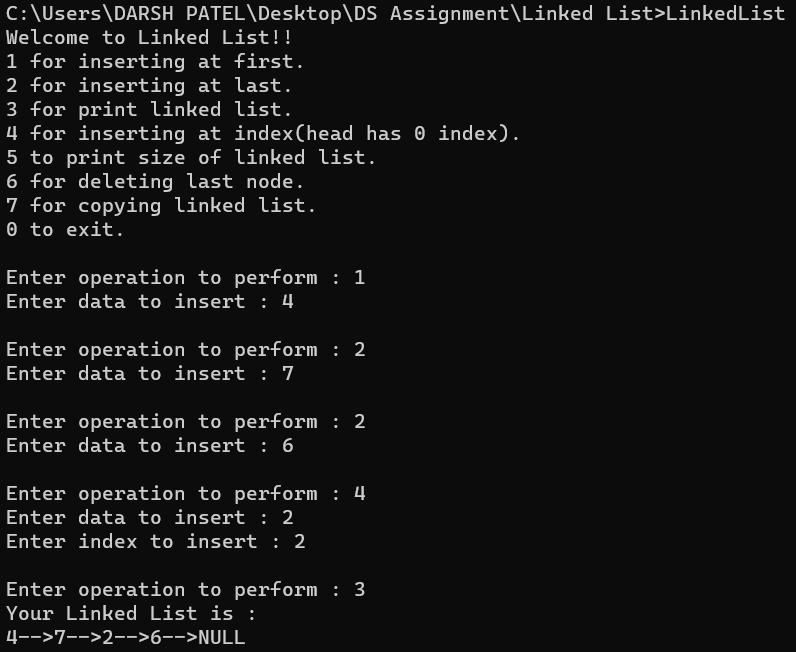 C:\Users\DARSH PATEL\Desktop\DS Assignment\Linked List>LinkedList
Welcome to Linked List!!
1 for inserting at first.
2 for inserting at last.
3 for print linked list.
4 for inserting at index(head has 0 index).
5 to print size of linked list.
6 for deleting last node.
7 for copying linked list.
0 to exit.
Enter operation to perform : 1
Enter data to insert : 4
Enter operation to perform : 2
Enter data to insert : 7
Enter operation to perform : 2
Enter data to insert : 6
Enter operation to perform : 4
Enter data to insert : 2
Enter index to insert : 2
Enter operation to perform : 3
Your Linked List is :
4-->7-->2-->6-->NULL